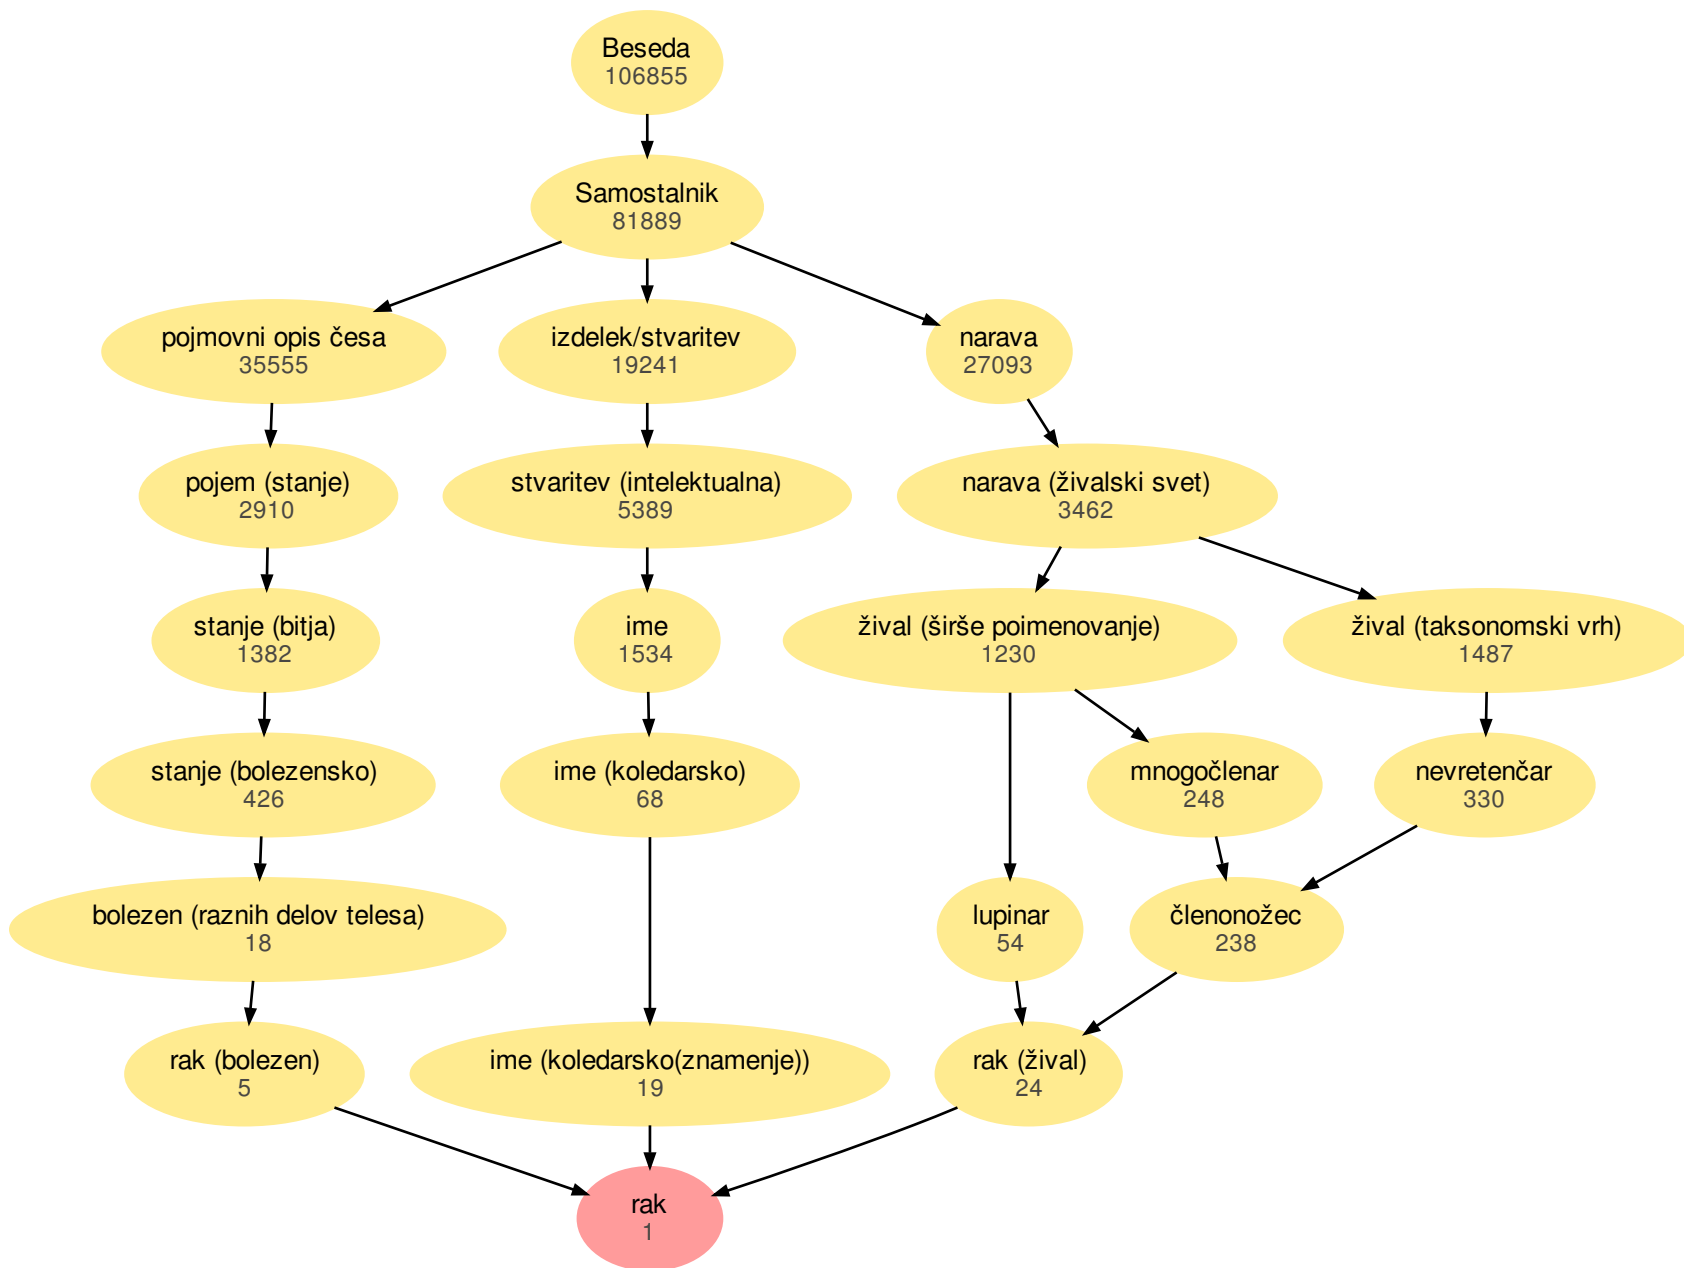 Beseda
106855
Samostalnik
81889
pojmovni opis česa
35555
izdelek/stvaritev
19241
narava
27093
pojem (stanje)
2910
stvaritev (intelektualna)
5389
narava (živalski svet)
3462
stanje (bitja)
1382
ime
1534
žival (širše poimenovanje)
1230
žival (taksonomski vrh)
1487
stanje (bolezensko)
426
ime (koledarsko)
68
mnogočlenar
248
nevretenčar
330
bolezen (raznih delov telesa)
18
lupinar
54
členonožec
238
rak (bolezen)
5
ime (koledarsko(znamenje))
19
rak (žival)
24
rak
1